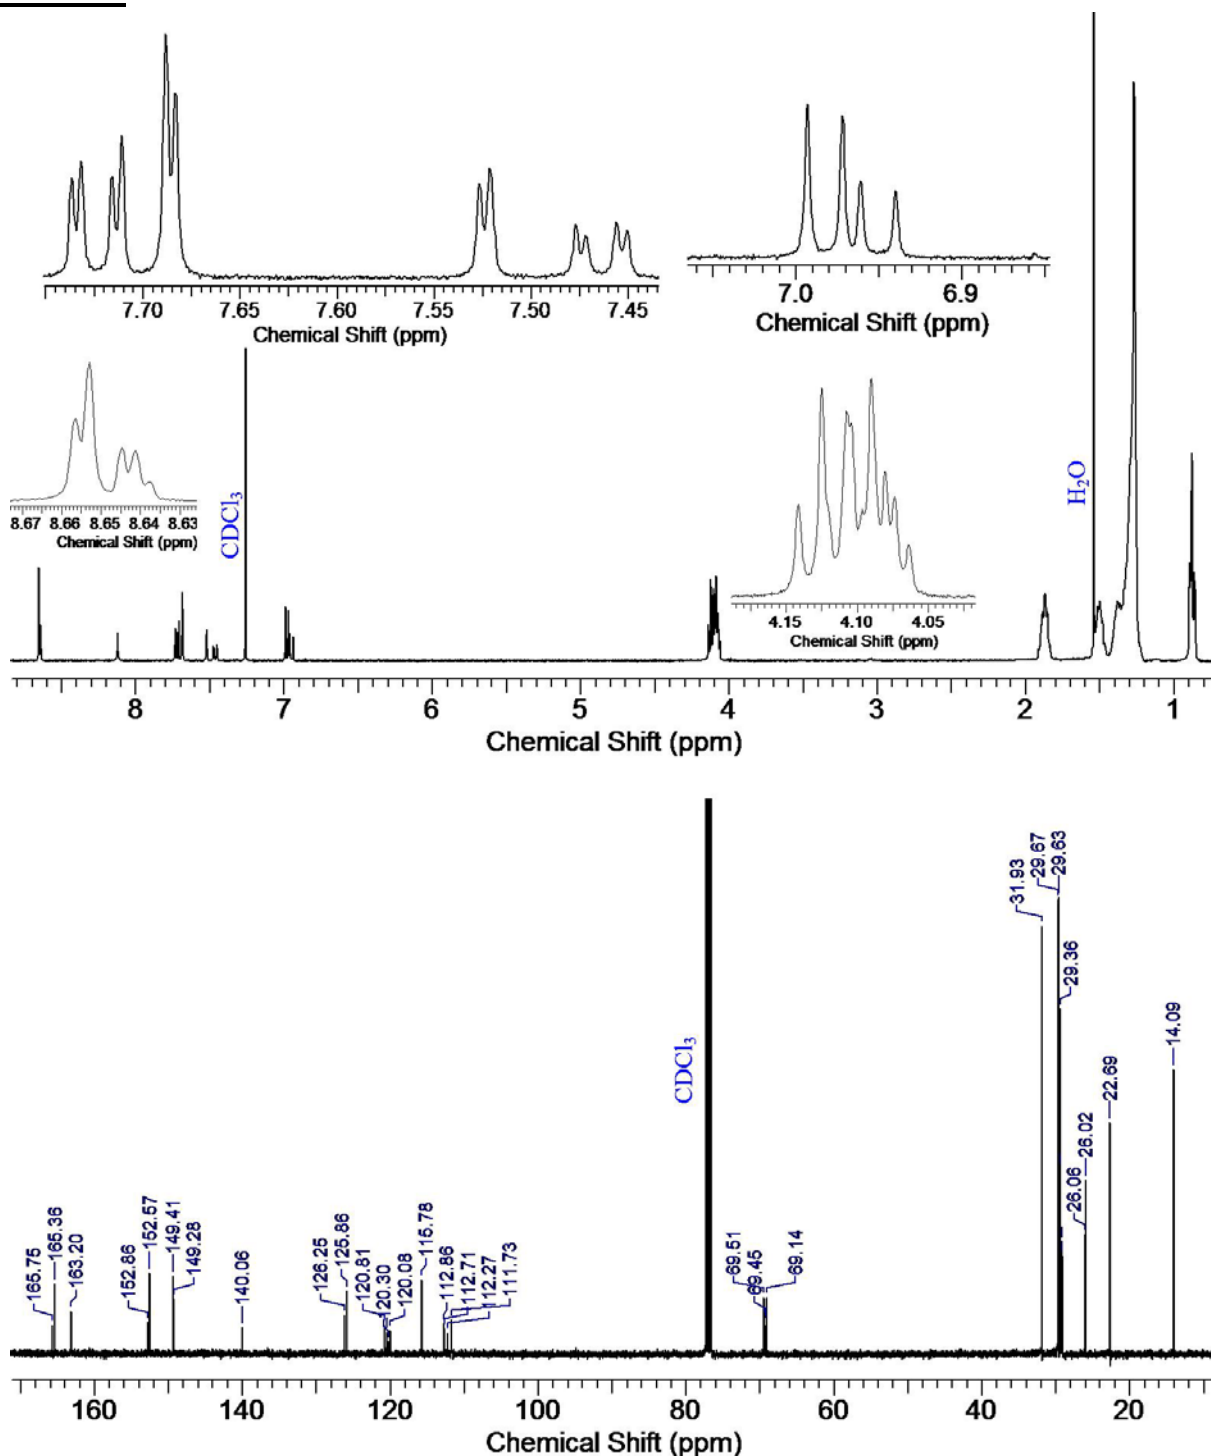 7.70 7.65 7.60 7.55 7.50 7.45
Chemical Shift (ppm)
7.0 6.9
Chemical Shift (ppm)
8.67 8.66 8.65 8.64 8.63
Chemical Shift (ppm)
CDCl3
4.15 4.10 4.05
Chemical Shift (ppm)
H2O
8 7 6 5 4 3 2 1
Chemical Shift (ppm)
165.75
165.36
163.20
152.86
152.57
149.41
149.28
140.06
126.25
125.86
120.81
120.30
120.08
115.78
112.86
112.71
112.27
111.73
CDCl3
69.51
69.45
69.14
31.93
29.67
29.63
29.36
26.06
26.02
22.69
14.09
160 140 120 100 80 60 40 20
Chemical Shift (ppm)